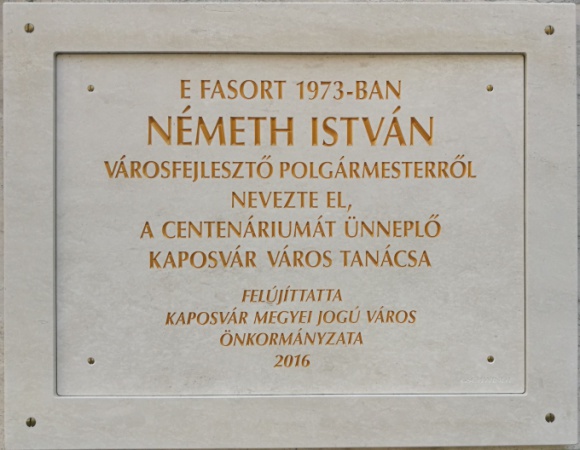 E FASORT 1973-BAN
NÉMETH ISTVÁN
VÁROSFEJLESZTŐ POLGÁRMESTERRŐL
NEVEZTE EL,
A CENTENÁRIUMÁT ÜNNEPLŐ
KAPOSVÁR VÁROS TANÁCSA
FELÚJÍTTATTA
KAPOSVÁR MEGYEI JOGÚ VÁROS
ÖNKORMÁNYZATA
2016